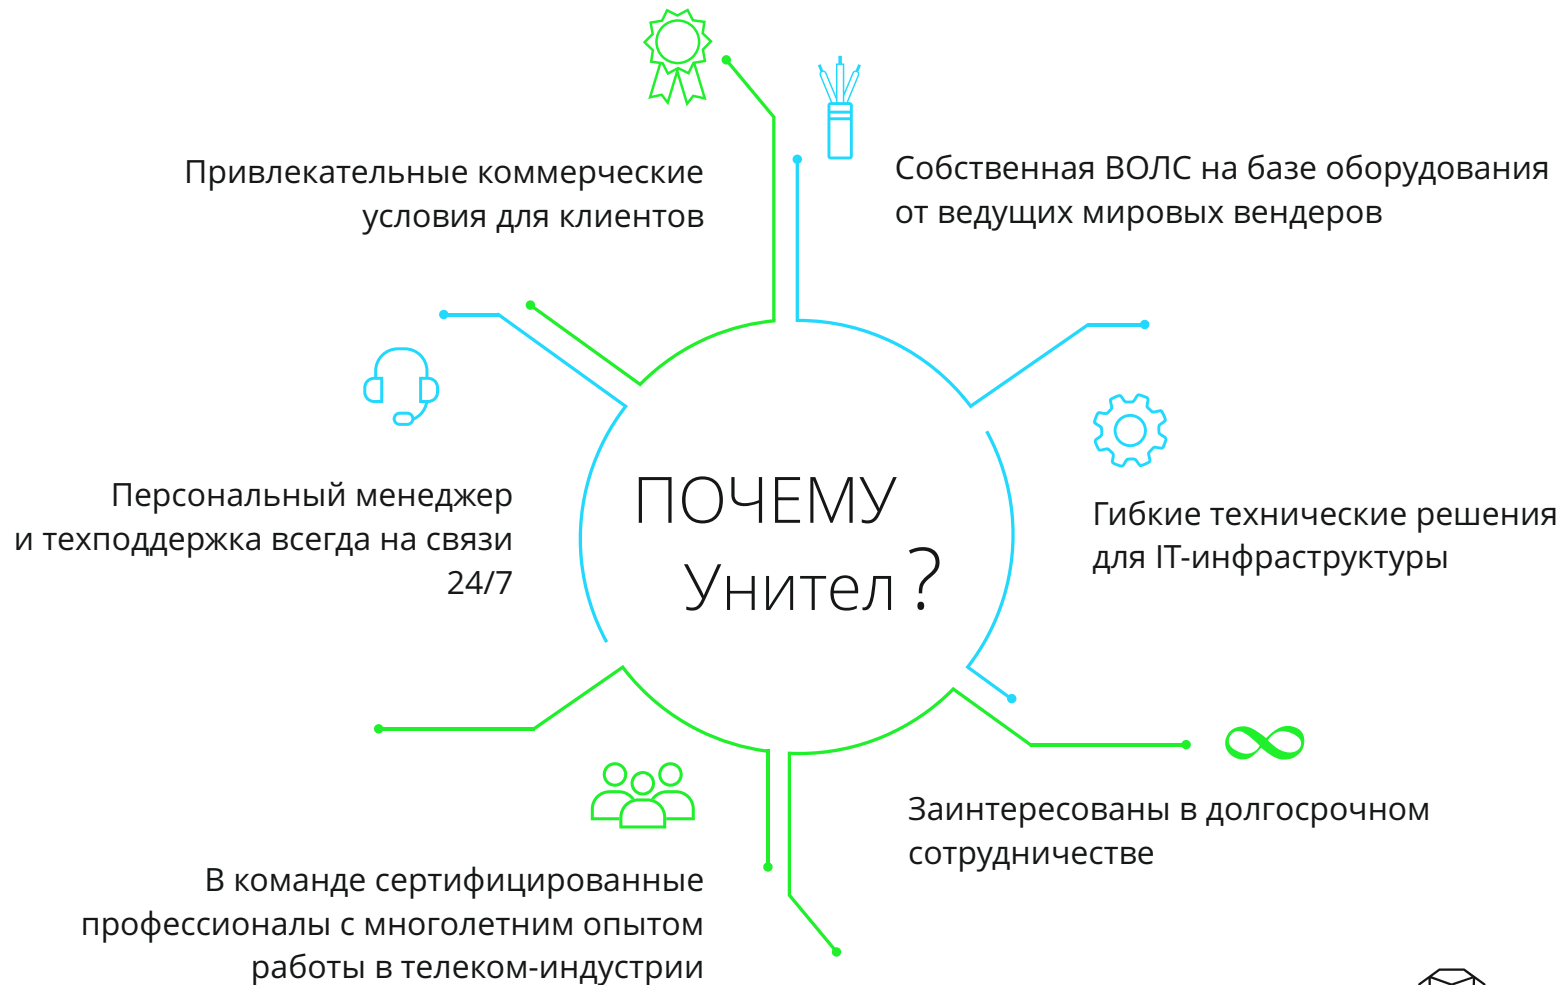 Привлекательные коммерческие
условия для клиентов
Собственная ВОЛС на базе оборудования
от ведущих мировых вендеров
Персональный менеджер
и техподдержка всегда на связи
24/7
ПОЧЕМУ
Унител?
Гибкие технические решения
для IT-инфраструктуры
В команде сертифицированные
профессионалы с многолетним опытом
работы в телеком-индустрии
Заинтересованы в долгосрочном
сотрудничестве